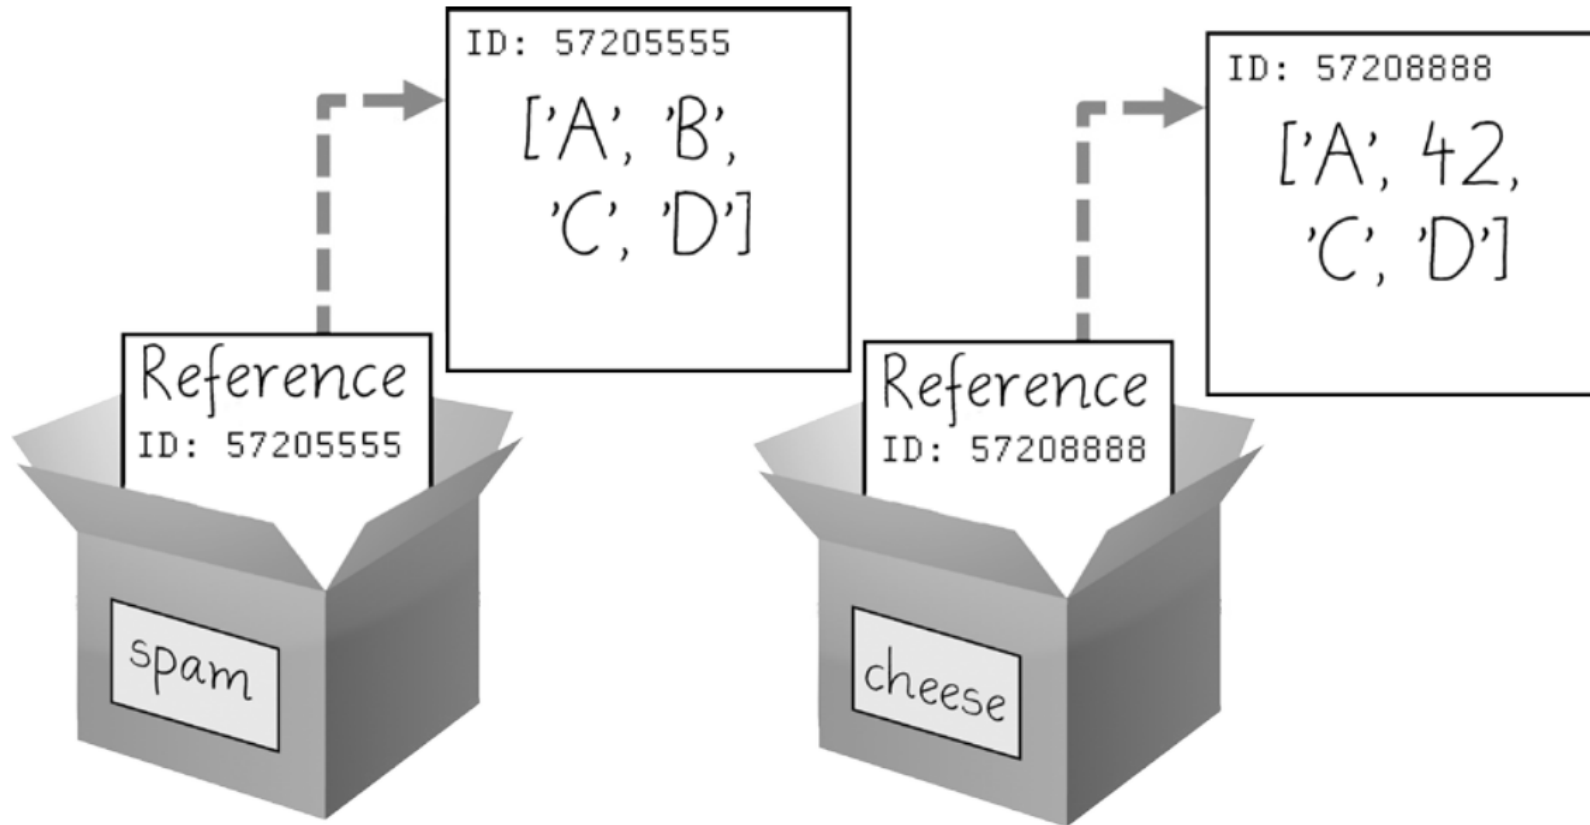 ID: 57205555
['A', 'B',
'C', 'D']
Reference
ID: 57205555
spam
ID: 57208888
['A', 42,
'C', 'D']
Reference
ID: 57208888
cheese